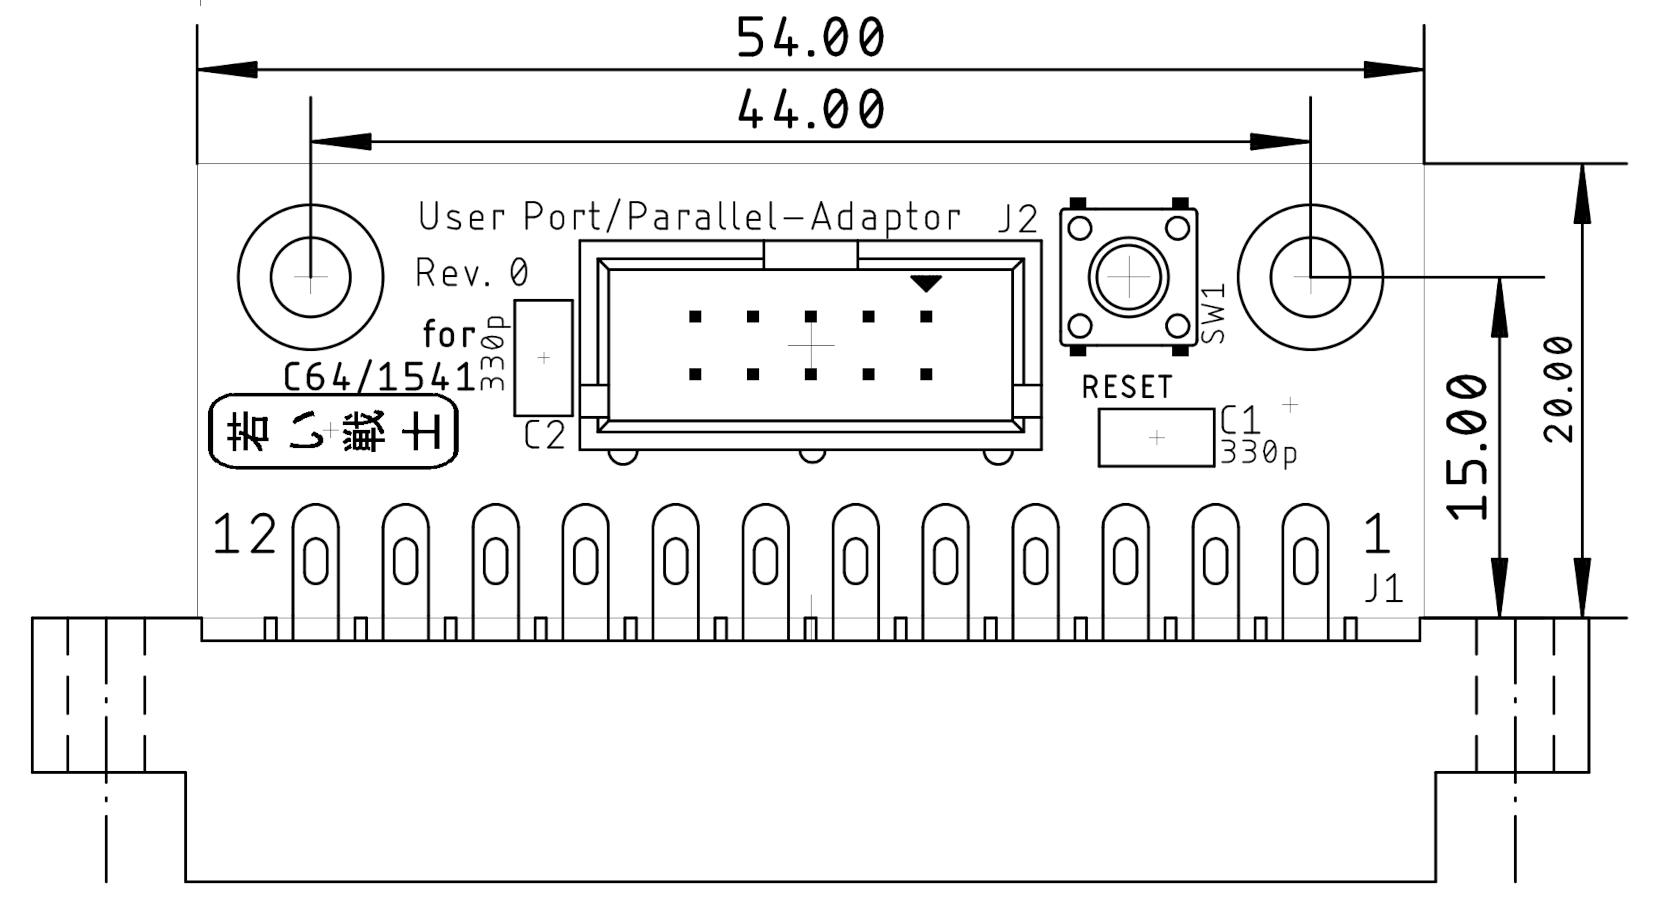 54.00
44.00
User Port/Parallel-Adaptor
J2
Rev. 0
for
C64/1541
330p
C2
若い戦士
SW1
RESET
C1
330p
15.00
20.00
12
1
J1